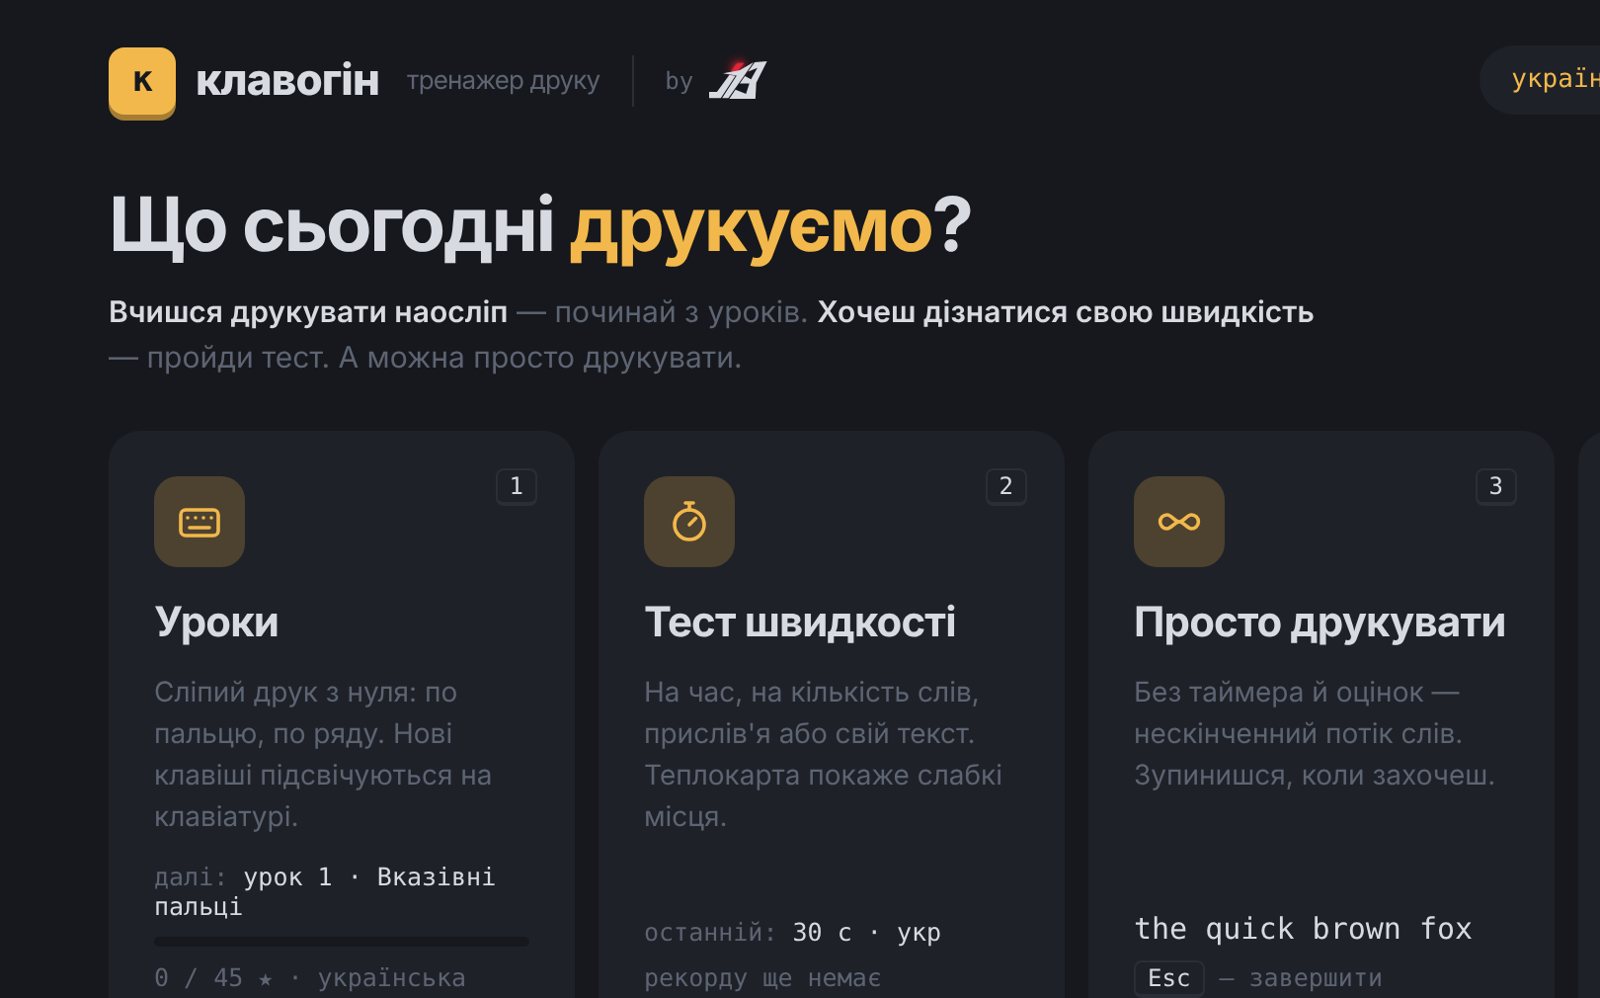 к клавогін тренажер друку by
україн
Що сьогодні друкуємо?
Вчишся друкувати наосліп — починай з уроків. Хочеш дізнатися свою швидкість
— пройди тест. А можна просто друкувати.
1
Уроки
Сліпий друк з нуля: по
пальцю, по ряду. Нові
клавіші підсвічуються на
клавіатурі.
далі: урок 1 · Вказівні
пальці
0 / 45 ★ · українська
2
Тест швидкості
На час, на кількість слів,
прислів'я або свій текст.
Теплокарта покаже слабкі
місця.
останній: 30 с · укр
рекорду ще немає
3
Просто друкувати
Без таймера й оцінок —
нескінченний потік слів.
Зупинишся, коли захочеш.
the quick brown fox
Esc — завершити